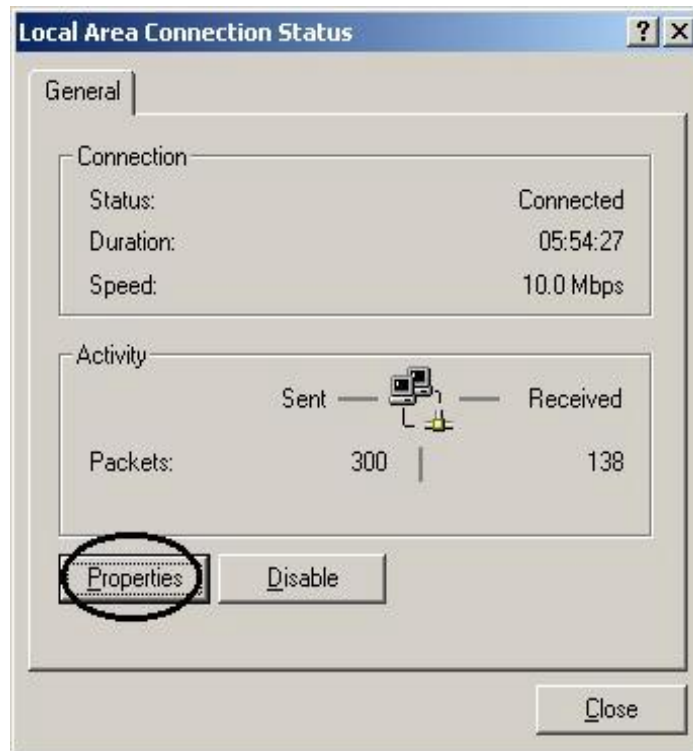 Local Area Connection Status
General
Connection
Status: Connected
Duration: 05:54:27
Speed: 10.0 Mbps
Activity
Sent Received
Packets: 300 138
Properties Disable
Close